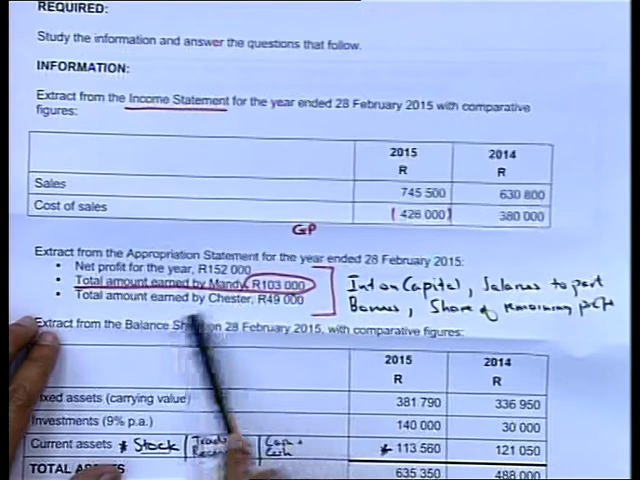 REQUIRED:
Study the information and answer the questions that follow.
INFORMATION:
Extract from the Income Statement for the year ended 28 February 2015 with comparative
figures:
2015 2014
R R
Sales 745 500 630 800
Cost of sales (426 000) 380 000
GP
Extract from the Appropriation Statement for the year ended 28 February 2015:
• Net profit for the year, R152 000
• Total amount earned by Mandy, R103 000
• Total amount earned by Chester, R49 000
Int on Capital, Salaries to part
Bonus, Share of remaining profit
Extract from the Balance Sh on 28 February 2015, with comparative figures:
2015 2014
R R
ixed assets (carrying value) 381 790 336 950
Investments (9% p.a.) 140 000 30 000
Current assets * Stock Cash + Cash * 113 560 121 050
TOTAL 635 350 488 000